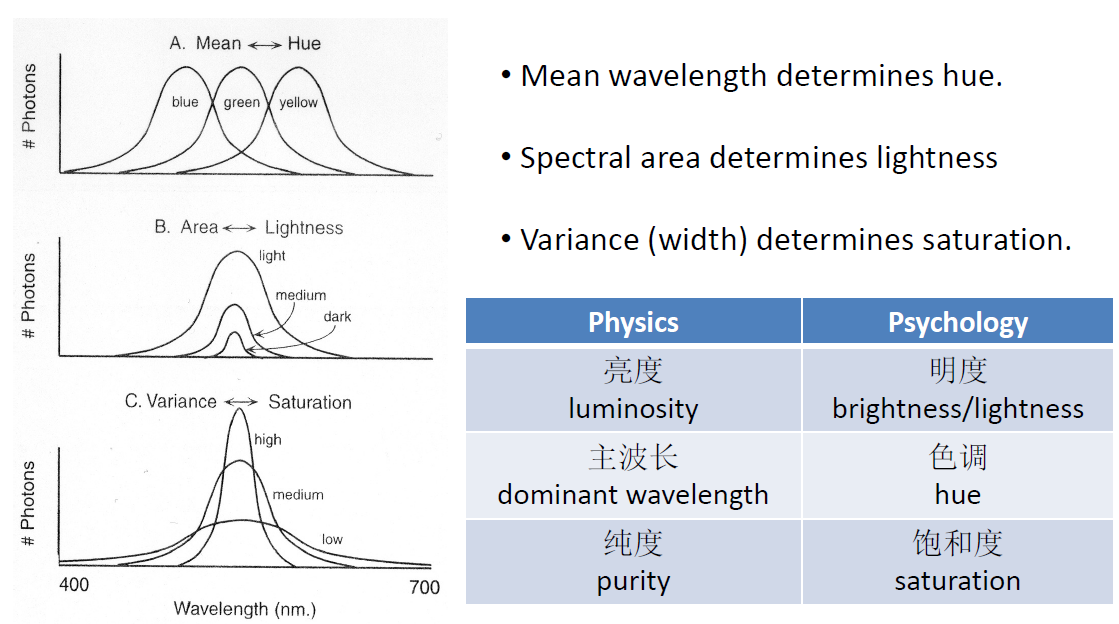 A. Mean ⟷ Hue
# Photons
blue
green
yellow
B. Area ⟷ Lightness
# Photons
light
medium
dark
C. Variance ⟷ Saturation
# Photons
high
medium
low
400
700
Wavelength (nm.)
• Mean wavelength determines hue.
• Spectral area determines lightness
• Variance (width) determines saturation.
Physics
Psychology
亮度
luminosity
明度
brightness/lightness
主波长
dominant wavelength
色调
hue
纯度
purity
饱和度
saturation